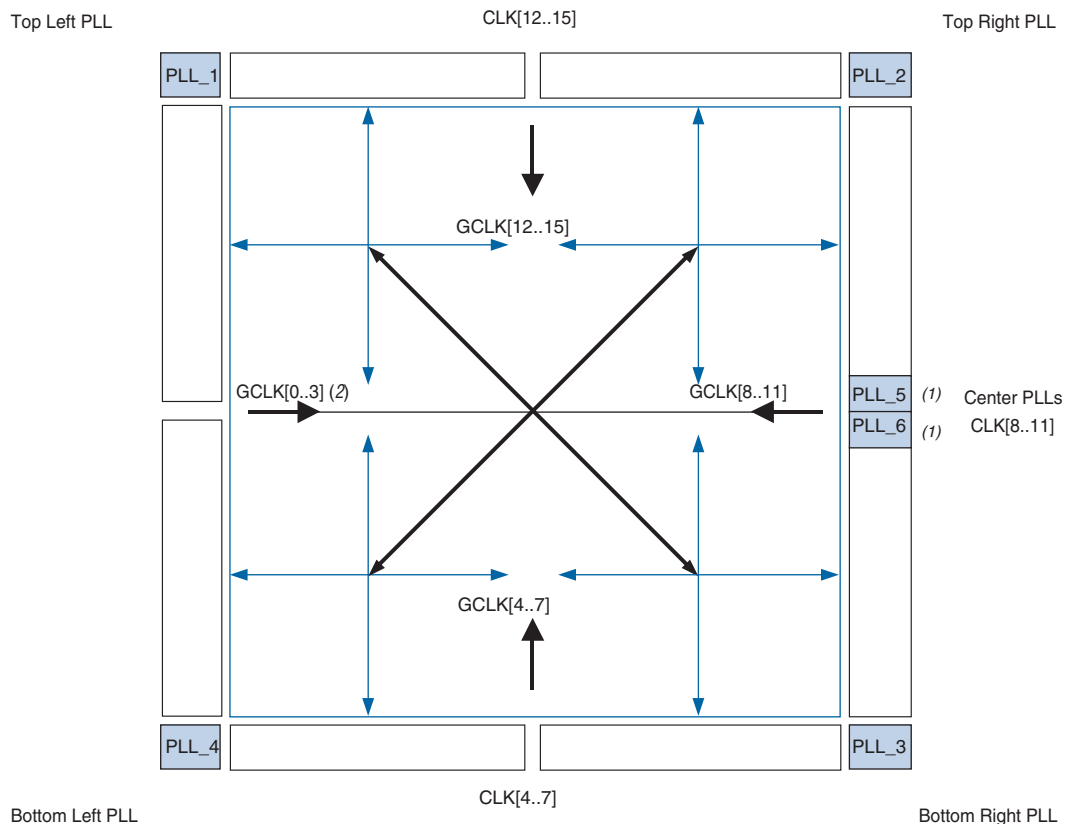 Top Left PLL
CLK[12..15]
Top Right PLL
PLL_1
PLL_2
GCLK[12..15]
GCLK[0..3] (2)
GCLK[8..11]
PLL_5
(1)
Center PLLs
PLL_6
(1)
CLK[8..11]
GCLK[4..7]
PLL_4
PLL_3
CLK[4..7]
Bottom Left PLL
Bottom Right PLL